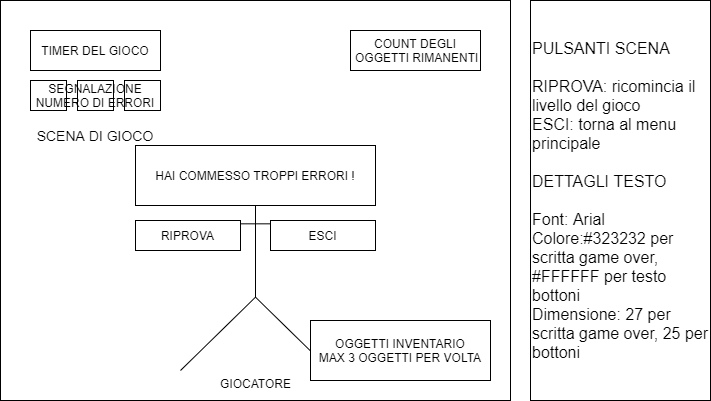 TIMER DEL GIOCO
COUNT DEGLI
OGGETTI RIMANENTI
SEGNALAZIONE
NUMERO DI ERRORI
SCENA DI GIOCO
HAI COMMESSO TROPPI ERRORI !
RIPROVA
ESCI
OGGETTI INVENTARIO
MAX 3 OGGETTI PER VOLTA
GIOCATORE
PULSANTI SCENA
RIPROVA: ricomincia il
livello del gioco
ESCI: torna al menu
principale
DETTAGLI TESTO
Font: Arial
Colore:#323232 per
scritta game over,
#FFFFFF per testo
bottoni
Dimensione: 27 per
scritta game over, 25 per
bottoni